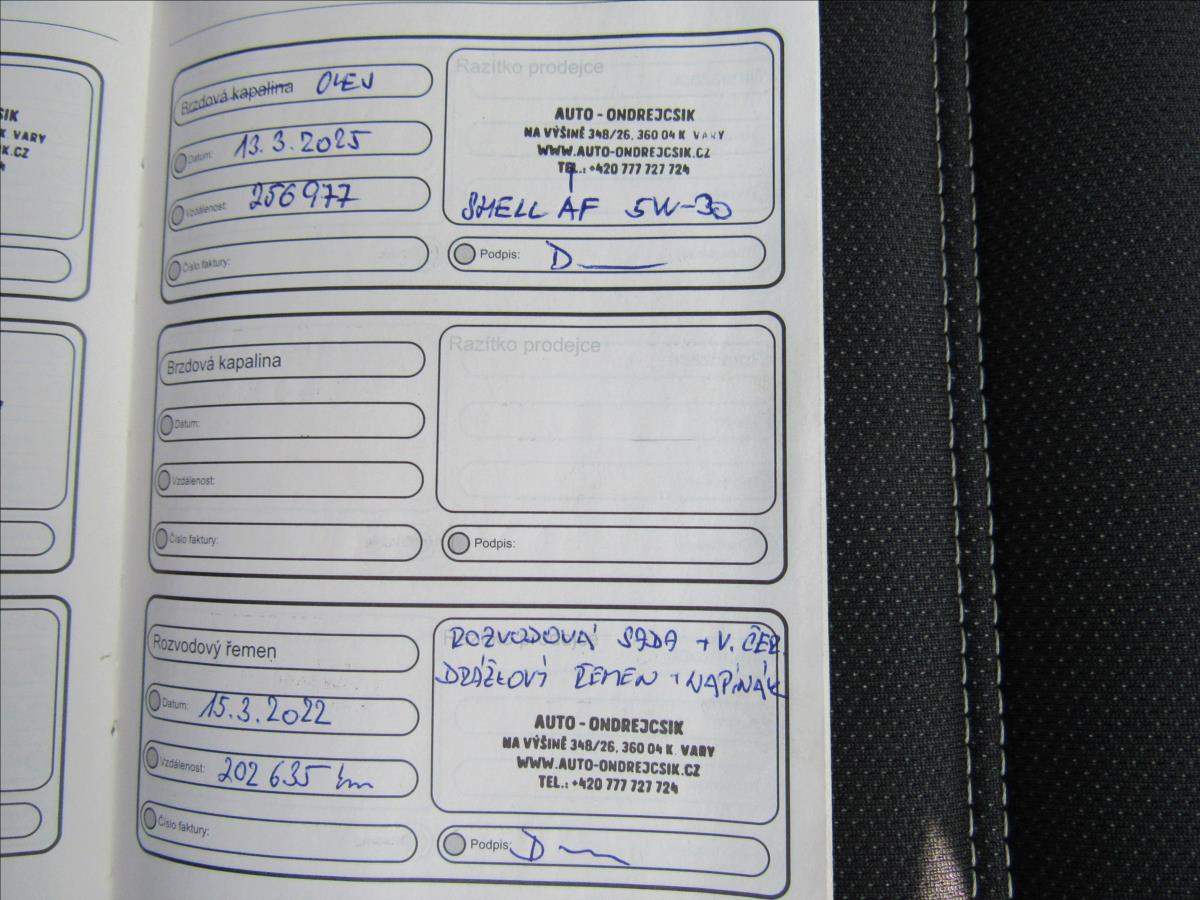 SIK
K. VARY
K.CZ
4
Brzdová kapalina OLEJ
Datum: 13.3.2025
Vzdálenost: 256977
Číslo faktury:
Razítko prodejce
AUTO - ONDREJCSIK
NA VÝŠINĚ 348/26, 360 04 K. VARY
WWW.AUTO-ONDREJCSIK.CZ
TEL.: +420 777 727 724
SHELL AF 5W-30
Podpis:
Brzdová kapalina
Datum:
Vzdálenost:
Číslo faktury:
Razítko prodejce
Podpis:
Rozvodový řemen
Datum: 15.3.2022
Vzdálenost: 202 635 km
Číslo faktury:
ROZVODOVÁ SADA + V. ČER.
DRÁŽKOVÝ ŘEMEN + NAPÍNÁK
AUTO - ONDREJCSIK
NA VÝŠINĚ 348/26, 360 04 K. VARY
WWW.AUTO-ONDREJCSIK.CZ
TEL.: +420 777 727 724
Podpis: